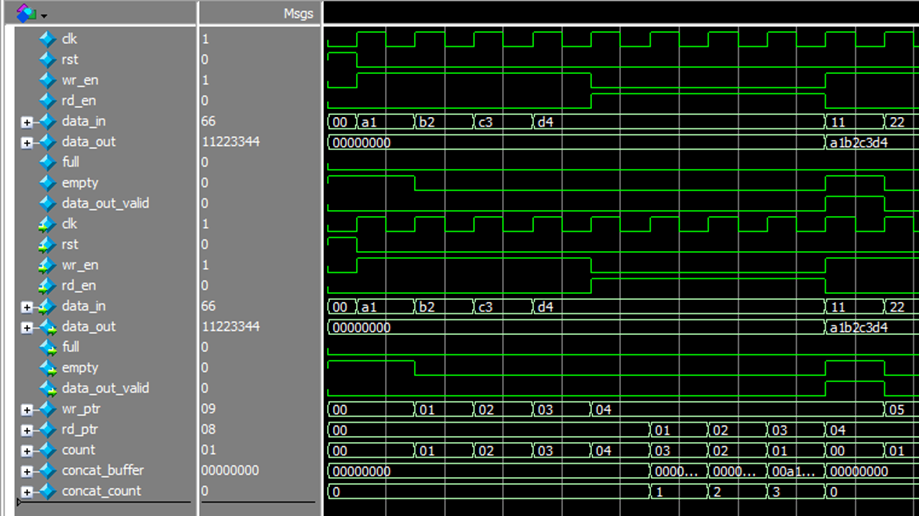 Msgs
clk 1
rst 0
wr_en 1
rd_en 0
data_in 66 00 a1 b2 c3 d4 11 22
data_out 11223344 00000000 a1b2c3d4
full 0
empty 0
data_out_valid 0
clk 1
rst 0
wr_en 1
rd_en 0
data_in 66 00 a1 b2 c3 d4 11 22
data_out 11223344 00000000 a1b2c3d4
full 0
empty 0
data_out_valid 0
wr_ptr 09 00 01 02 03 04 05
rd_ptr 08 00 01 02 03 04
count 01 00 01 02 03 04 03 02 01 00 01
concat_buffer 00000000 00000000 0000... 0000... 00a1... 00000000
concat_count 0 0 1 2 3 0